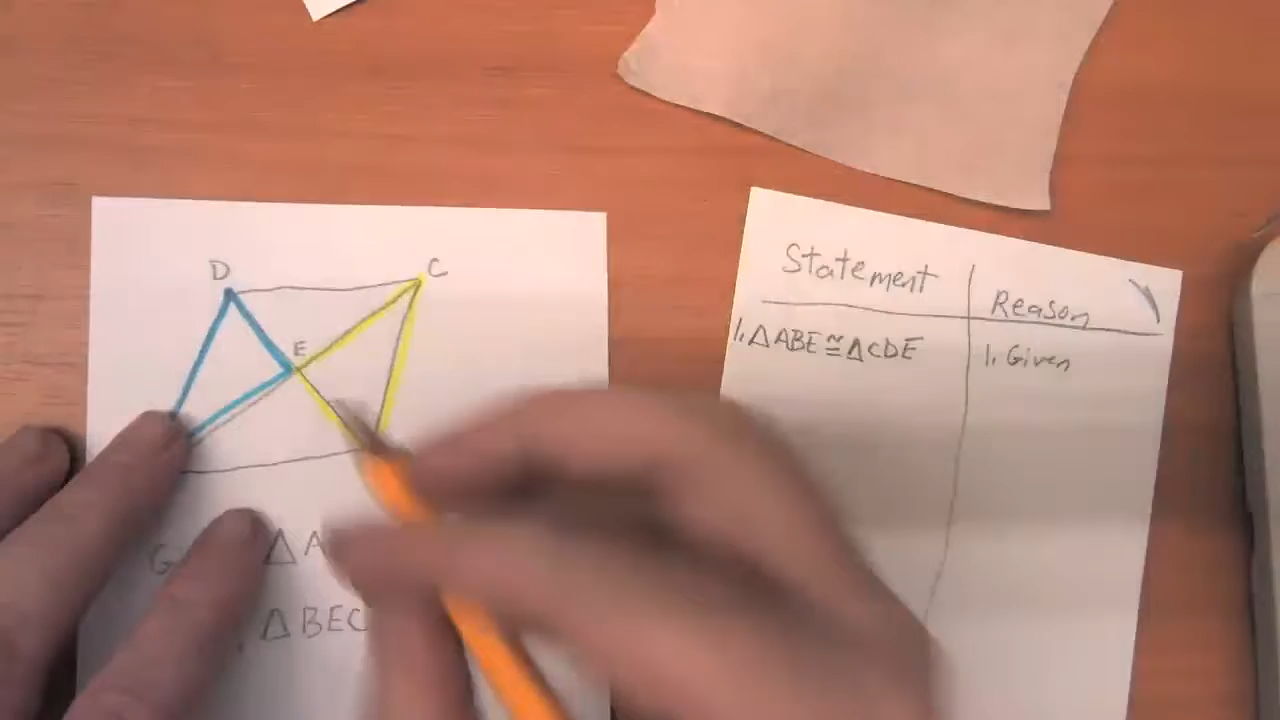 D
C
E
G
△A
△BEC
Statement
Reason
1. △ABE≅△CDE
1. Given